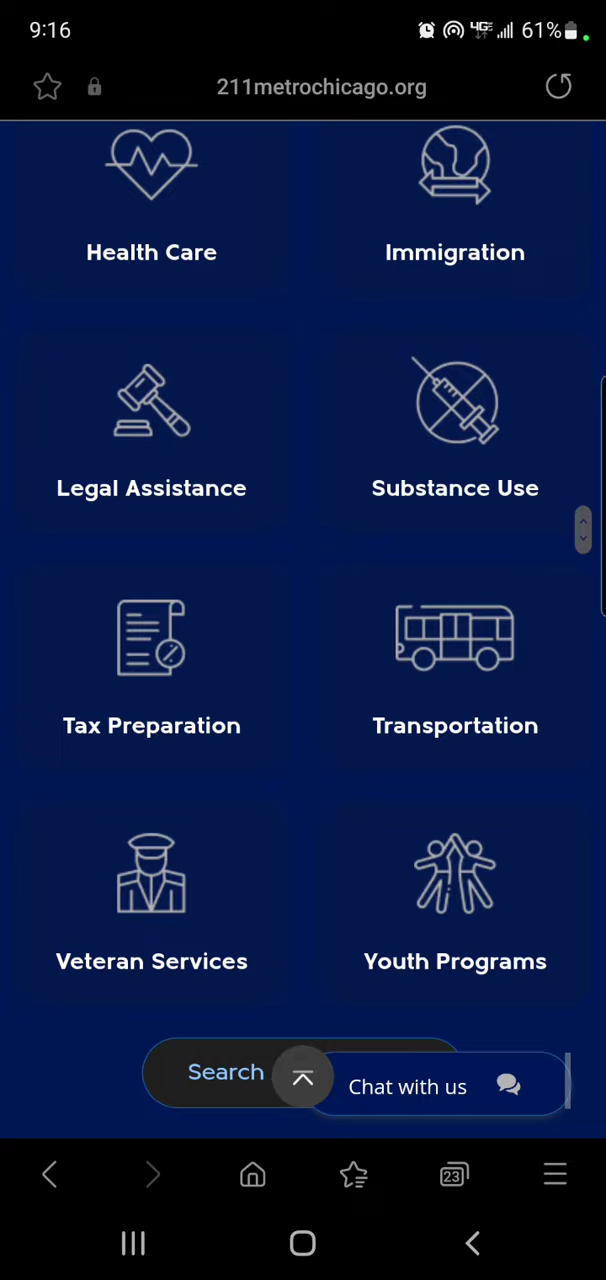 9:16
4GE 61%
211metrochicago.org
Health Care
Immigration
Legal Assistance
Substance Use
Tax Preparation
Transportation
Veteran Services
Youth Programs
Search
Chat with us
23